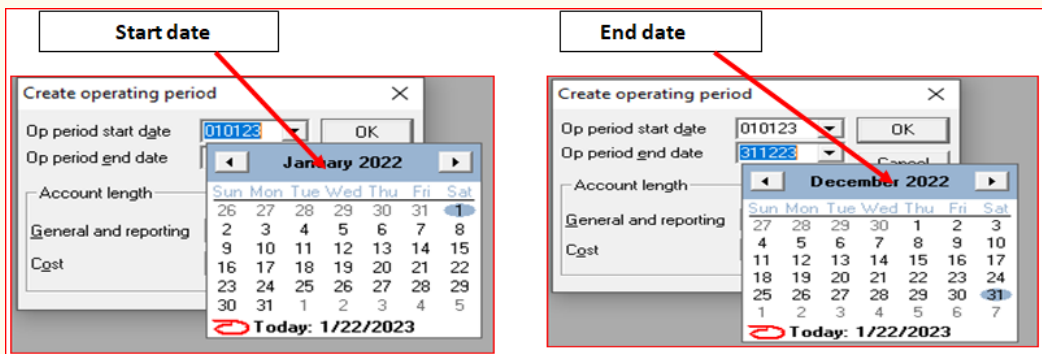 Start date
End date
Create operating period
Op period start date 010123 OK
Op period end date
January 2022
Account length
Sun Mon Tue Wed Thu Fri Sat
26 27 28 29 30 31 1
General and reporting
2 3 4 5 6 7 8
9 10 11 12 13 14 15
Cost
16 17 18 19 20 21 22
23 24 25 26 27 28 29
30 31 1 2 3 4 5
Today: 1/22/2023
Create operating period
Op period start date 010123 OK
Op period end date 311223 Cancel
December 2022
Account length
Sun Mon Tue Wed Thu Fri Sat
27 28 29 30 1 2 3
General and reporting
4 5 6 7 8 9 10
11 12 13 14 15 16 17
Cost
18 19 20 21 22 23 24
25 26 27 28 29 30 31
1 2 3 4 5 6 7
Today: 1/22/2023